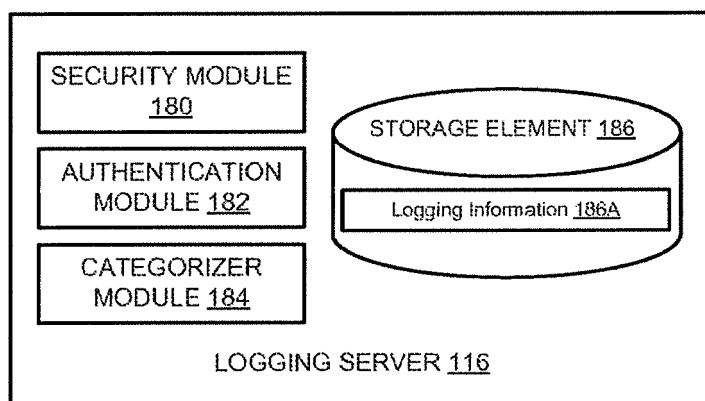 SECURITY MODULE
180
AUTHENTICATION
MODULE 182
CATEGORIZER
MODULE 184
STORAGE ELEMENT 186
Logging Information 186A
LOGGING SERVER 116